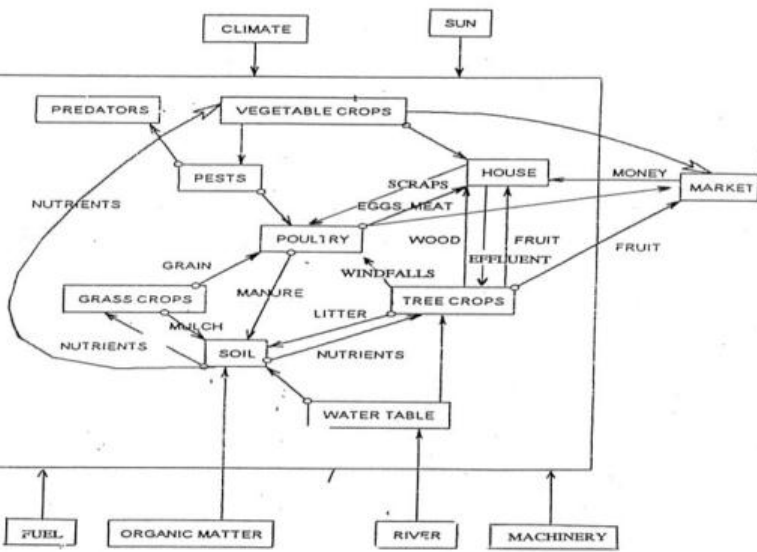 CLIMATE
SUN
PREDATORS
VEGETABLE CROPS
PESTS
HOUSE
MONEY
MARKET
SCRAPS
EGGS, MEAT
NUTRIENTS
POULTRY
WOOD
FRUIT
FRUIT
EFFLUENT
GRAIN
WINDFALLS
GRASS CROPS
MANURE
TREE CROPS
LITTER
MULCH
NUTRIENTS
SOIL
NUTRIENTS
WATER TABLE
FUEL
ORGANIC MATTER
RIVER
MACHINERY